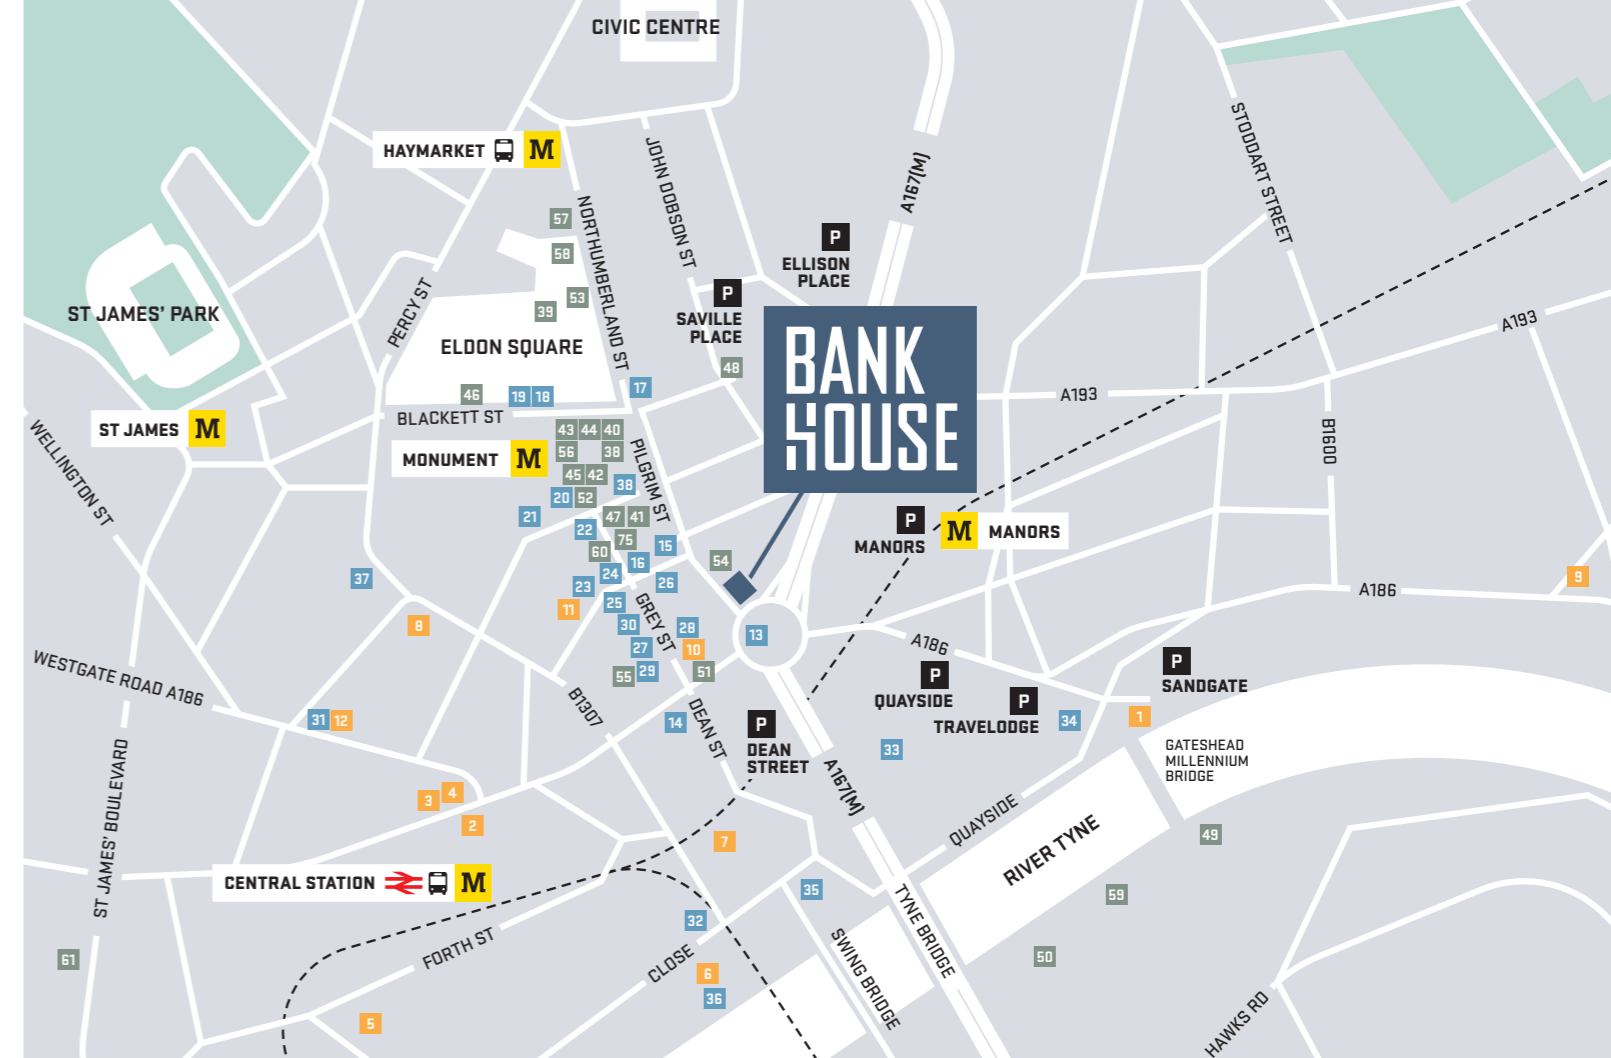 CIVIC CENTRE
HAYMARKET M
JOHN DOBSON ST
NORTHUMBERLAND ST
A167(M)
STODDART STREET
57
58
53
39
P
ELLISON
PLACE
P
SAVILLE
PLACE
ST JAMES' PARK
PERCY ST
ELDON SQUARE
BANK
HOUSE
A193
A193
48
46
19
18
17
BLACKETT ST
ST JAMES M
WELLINGTON ST
MONUMENT M
43
44
40
56
38
45
42
38
20
52
PILGRIM ST
B1600
21
47
41
22
75
60
15
16
54
P
MANORS
M MANORS
37
24
23
26
11
25
GREY ST
9
A186
8
30
28
13
27
10
A186
55
29
51
WESTGATE ROAD A186
B1307
P
QUAYSIDE
P
SANDGATE
P
TRAVELODGE
34
1
31
12
14
DEAN ST
P
DEAN
STREET
33
GATESHEAD
MILLENNIUM
BRIDGE
ST JAMES' BOULEVARD
A167(M)
3
4
2
7
QUAYSIDE
RIVER TYNE
49
CENTRAL STATION M
35
TYNE BRIDGE
59
32
FORTH ST
CLOSE
SWING BRIDGE
61
50
6
36
5
HAWKS RD